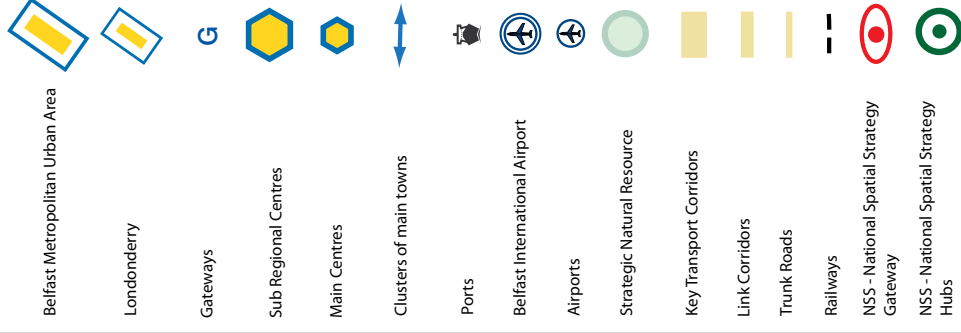 Belfast Metropolitan Urban Area
Londonderry
G
Gateways
Sub Regional Centres
Main Centres
Clusters of main towns
Ports
Belfast International Airport
Airports
Strategic Natural Resource
Key Transport Corridors
Link Corridors
Trunk Roads
Railways
NSS - National Spatial Strategy
Gateway
NSS - National Spatial Strategy
Hubs